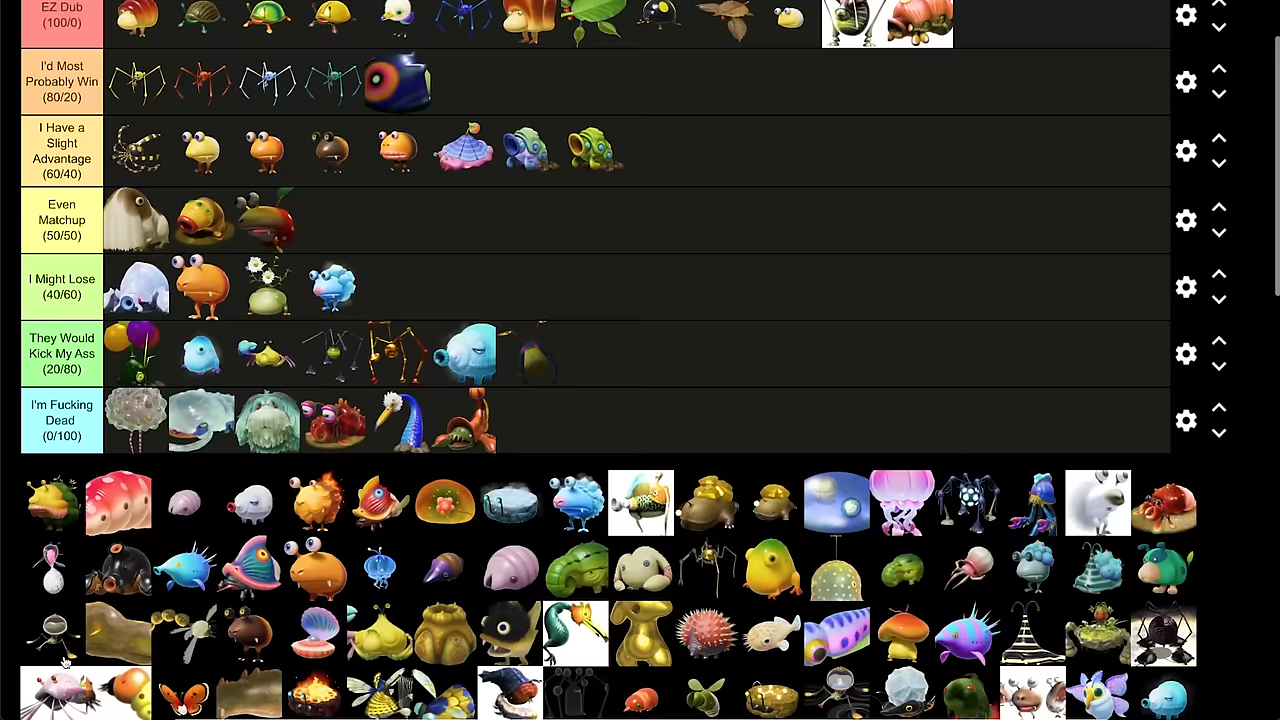 EZ Dub
(100/0)
I'd Most
Probably Win
(80/20)
I Have a
Slight
Advantage
(60/40)
Even
Matchup
(50/50)
I Might Lose
(40/60)
They Would
Kick My Ass
(20/80)
I'm Fucking
Dead
(0/100)